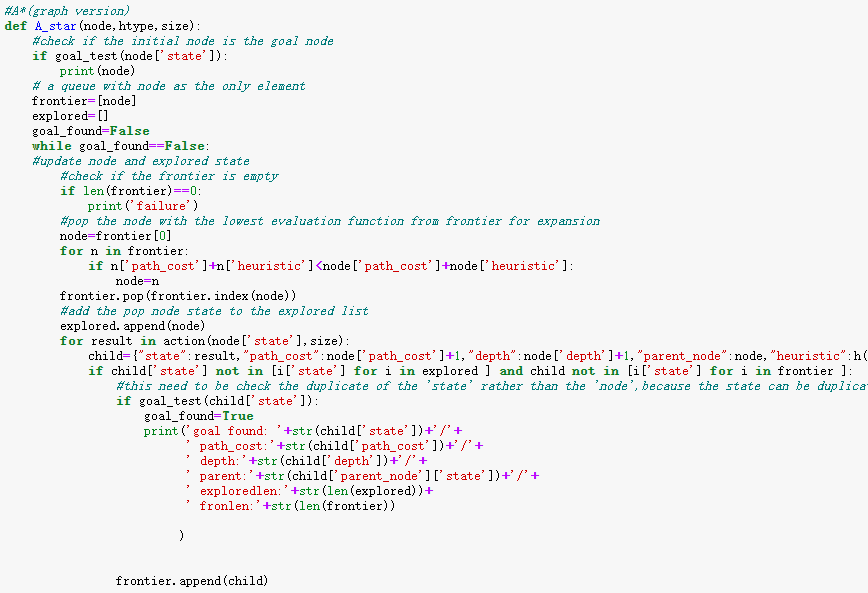 #A*(graph version)
def A_star(node,htype,size):
    #check if the initial node is the goal node
    if goal_test(node['state']):
        print(node)
    # a queue with node as the only element
    frontier=[node]
    explored=[]
    goal_found=False
    while goal_found==False:
    #update node and explored state
        #check if the frontier is empty
        if len(frontier)==0:
            print('failure')
        #pop the node with the lowest evaluation function from frontier for expansion
        node=frontier[0]
        for n in frontier:
            if n['path_cost']+n['heuristic']<node['path_cost']+node['heuristic']:
                node=n
        frontier.pop(frontier.index(node))
        #add the pop node state to the explored list
        explored.append(node)
        for result in action(node['state'],size):
            child={"state":result,"path_cost":node['path_cost']+1,"depth":node['depth']+1,"parent_node":node,"heuristic":h(
            if child['state'] not in [i['state'] for i in explored ] and child not in [i['state'] for i in frontier ]:
                #this need to be check the duplicate of the 'state' rather than the 'node',because the state can be duplica
                if goal_test(child['state']):
                    goal_found=True
                    print('goal found: '+str(child['state'])+'/'+
                          ' path_cost:'+str(child['path_cost'])+'/'+
                          ' depth:'+str(child['depth'])+'/'+
                          ' parent:'+str(child['parent_node']['state'])+'/'+
                          ' exploredlen:'+str(len(explored))+
                          ' fronlen:'+str(len(frontier))
                         )
                frontier.append(child)